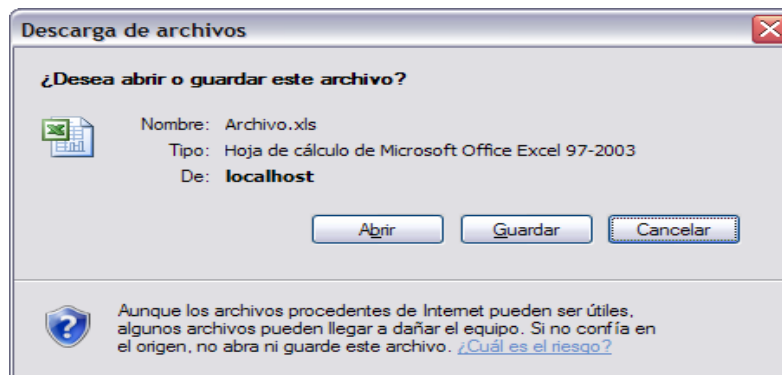 Descarga de archivos
¿Desea abrir o guardar este archivo?
Nombre: Archivo.xls
Tipo: Hoja de cálculo de Microsoft Office Excel 97-2003
De: localhost
Abrir Guardar Cancelar
Aunque los archivos procedentes de Internet pueden ser útiles,
algunos archivos pueden llegar a dañar el equipo. Si no confía en
el origen, no abra ni guarde este archivo. ¿Cuál es el riesgo?